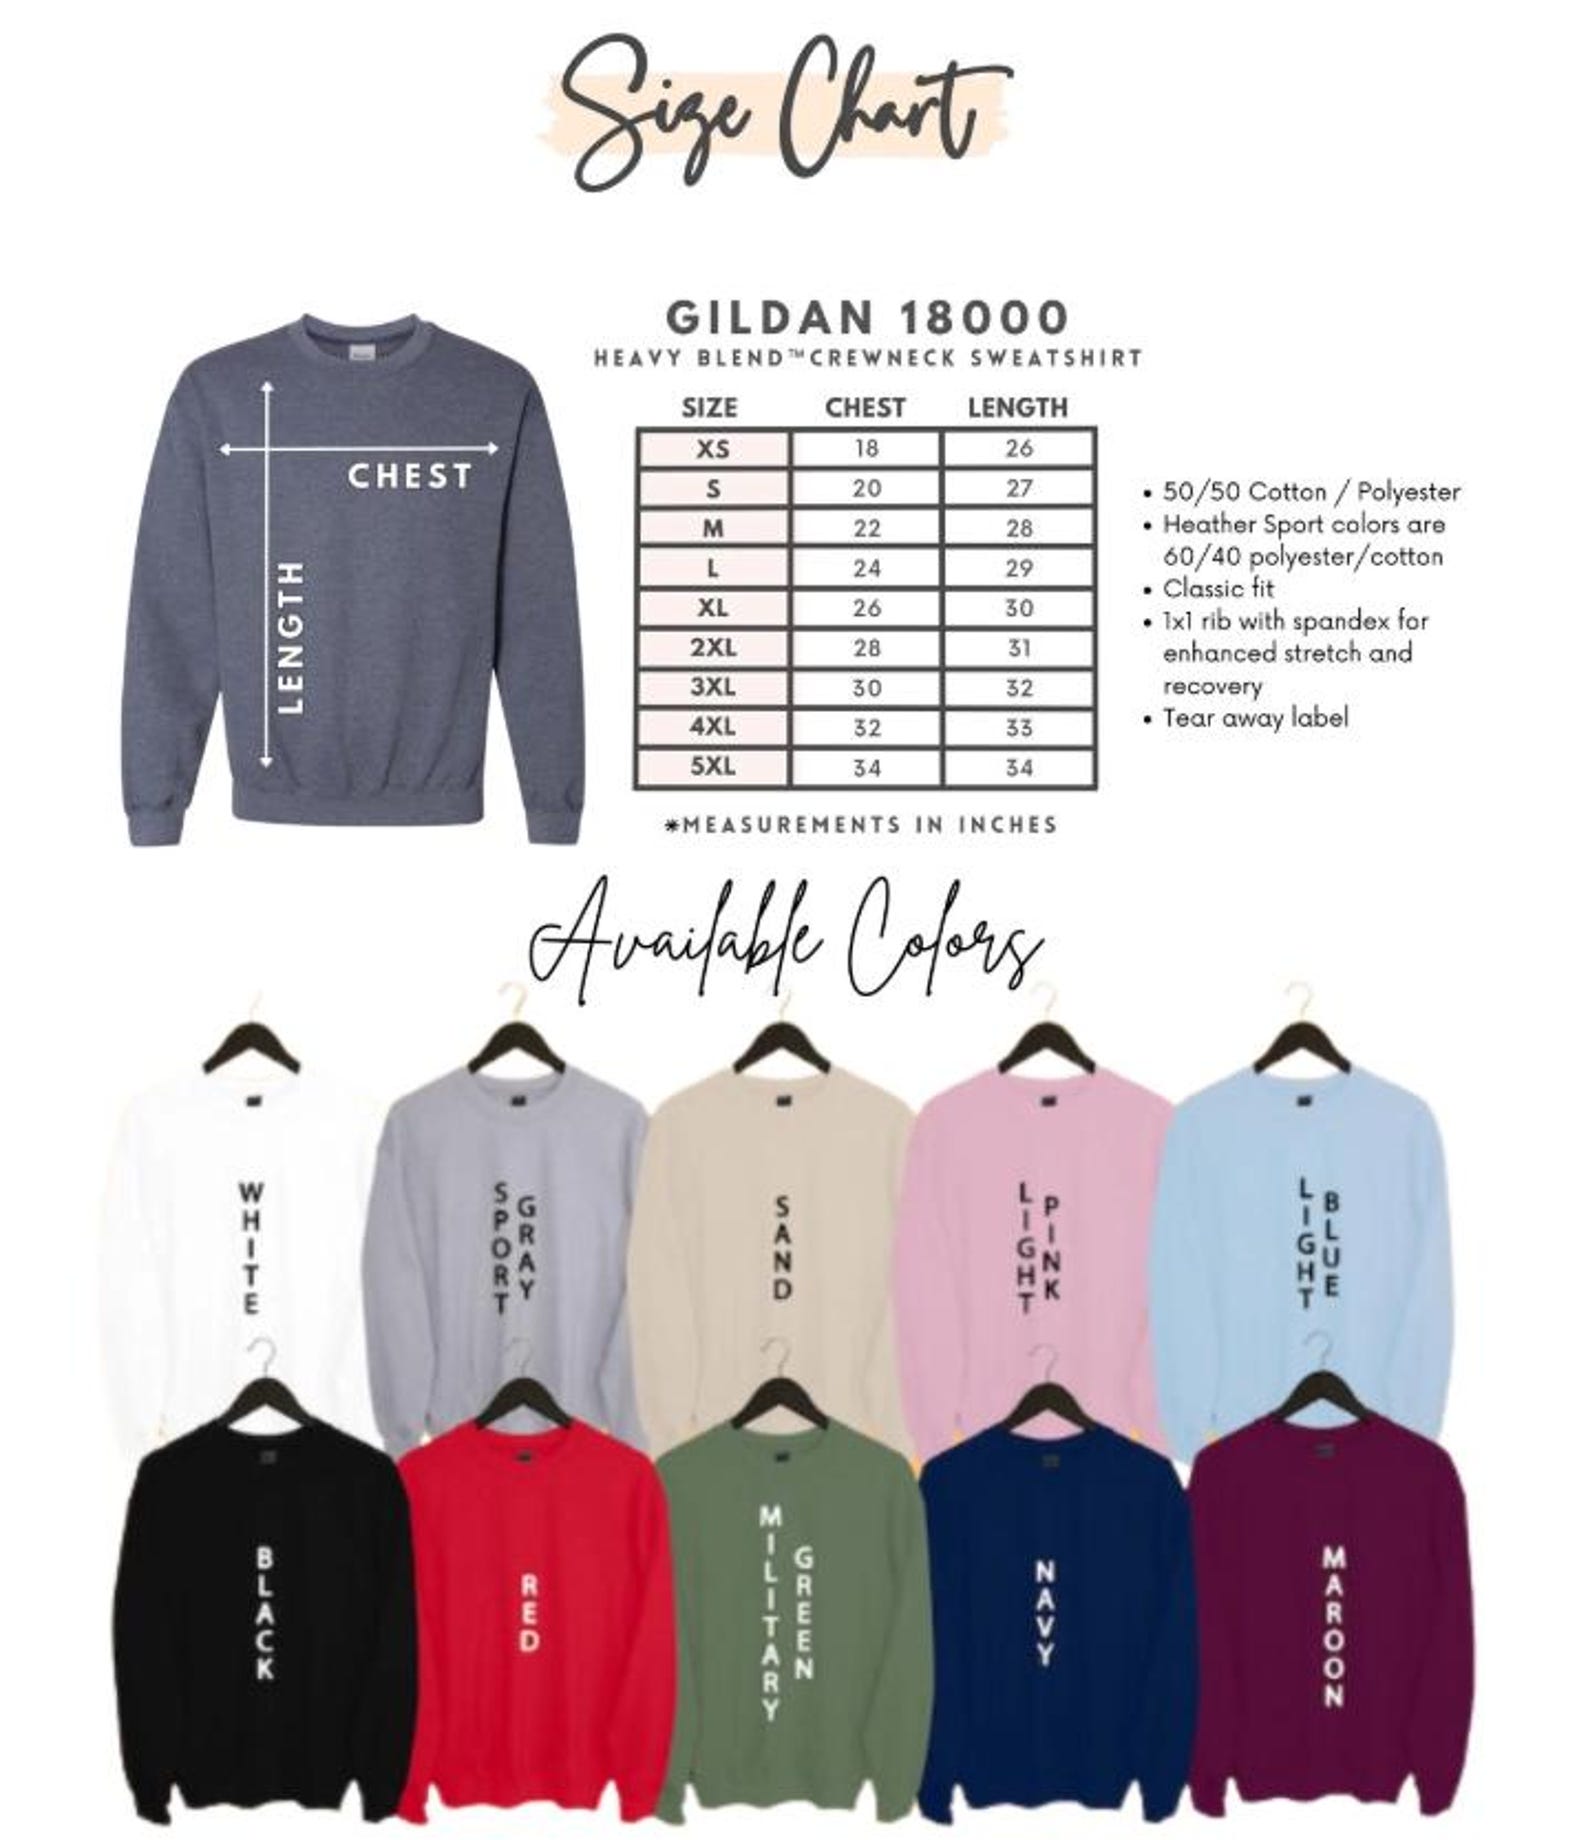 Size Chart
GILDAN 18000
HEAVY BLEND™CREWNECK SWEATSHIRT
SIZE CHEST LENGTH
XS 18 26
S 20 27
M 22 28
L 24 29
XL 26 30
2XL 28 31
3XL 30 32
4XL 32 33
5XL 34 34
*MEASUREMENTS IN INCHES
CHEST
LENGTH
• 50/50 Cotton / Polyester
• Heather Sport colors are
60/40 polyester/cotton
• Classic fit
• 1x1 rib with spandex for
enhanced stretch and
recovery
• Tear away label
Available Colors
WHITE
SPORT
GRAY
SAND
LIGHT
PINK
LIGHT
BLUE
BLACK
RED
MILITARY
GREEN
NAVY
MAROON